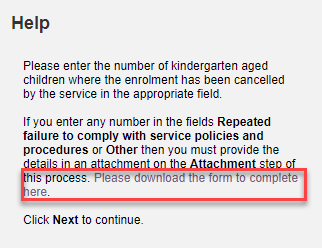 Help
Please enter the number of kindergarten aged
children where the enrolment has been cancelled
by the service in the appropriate field.
If you enter any number in the fields Repeated
failure to comply with service policies and
procedures or Other then you must provide the
details in an attachment on the Attachment step of
this process. Please download the form to complete
here.
Click Next to continue.